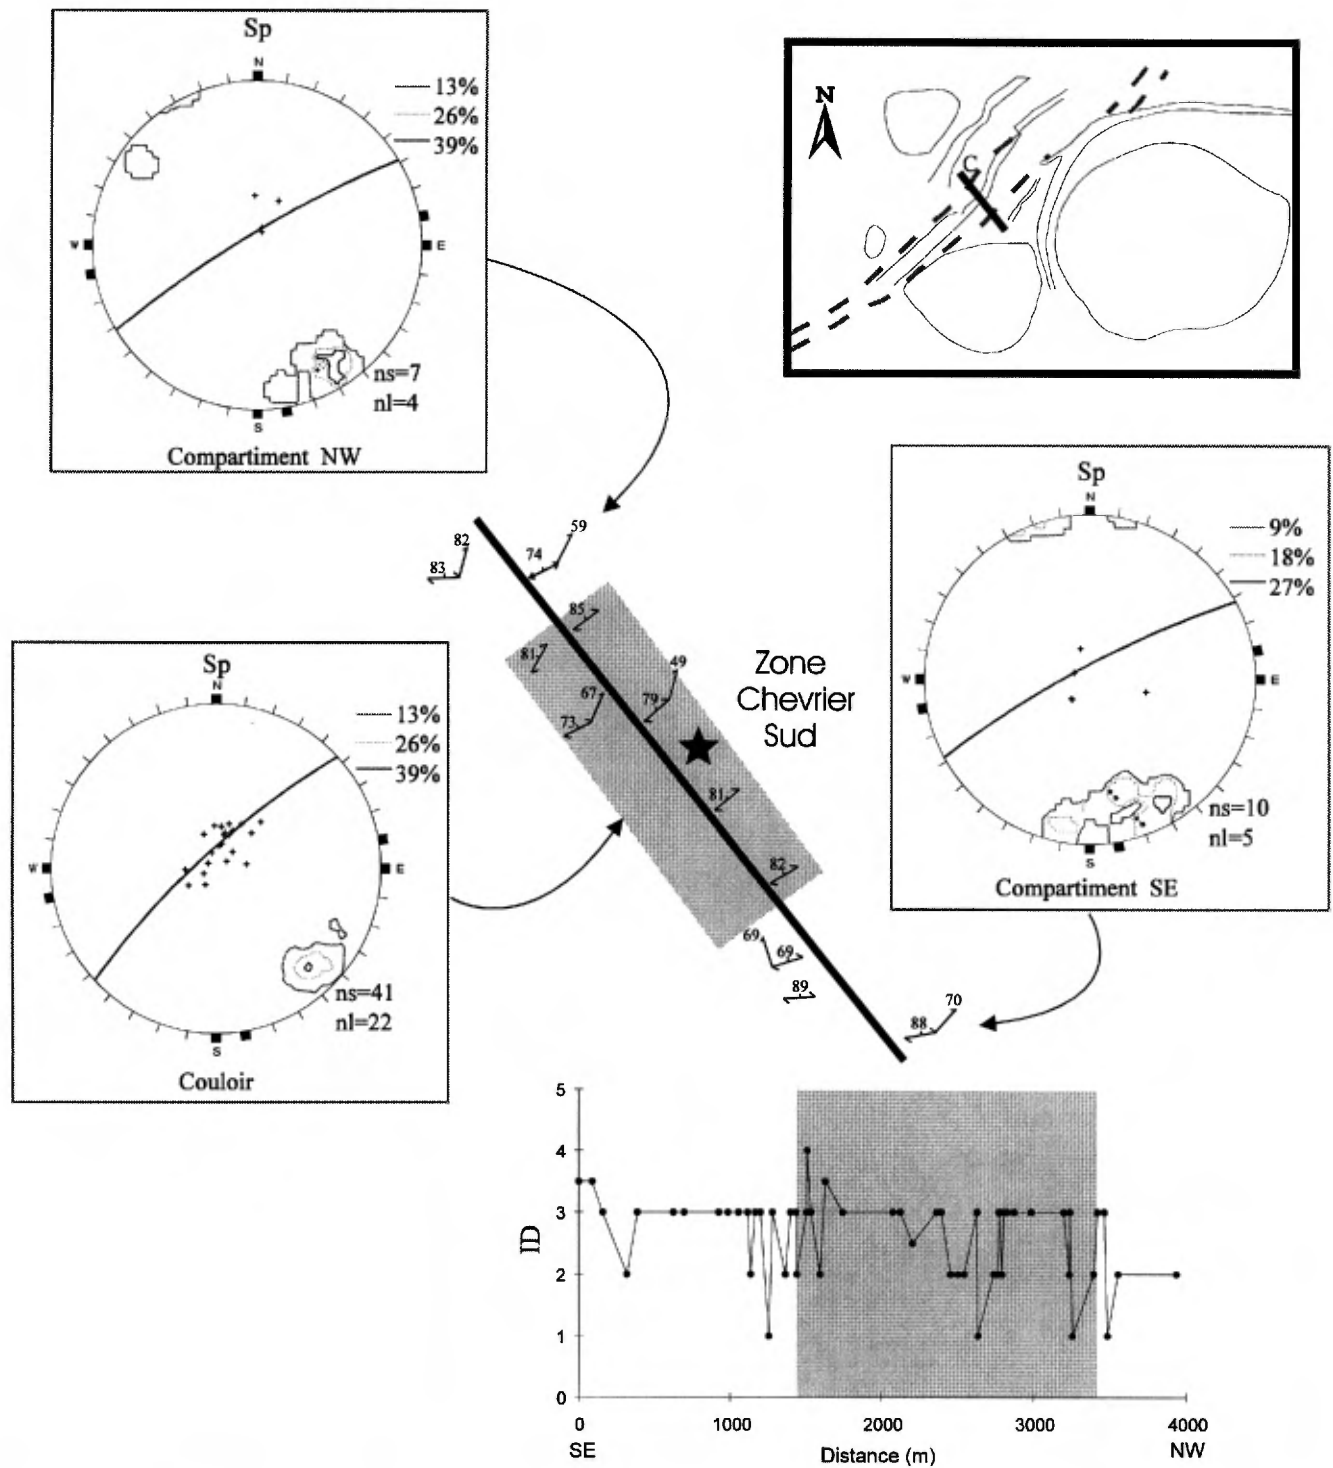 Sp
N
13%
26%
39%
W
E
S
ns=7
nl=4
Compartiment NW
N
C
Sp
N
9%
18%
27%
W
E
S
ns=10
nl=5
Compartiment SE
82
83
74
59
85
81
67
73
49
79
81
82
69
69
89
88
70
Zone
Chevrier
Sud
Sp
N
13%
26%
39%
W
E
S
ns=41
nl=22
Couloir
5
4
3
2
1
0
ID
0
1000
2000
3000
4000
SE
Distance (m)
NW